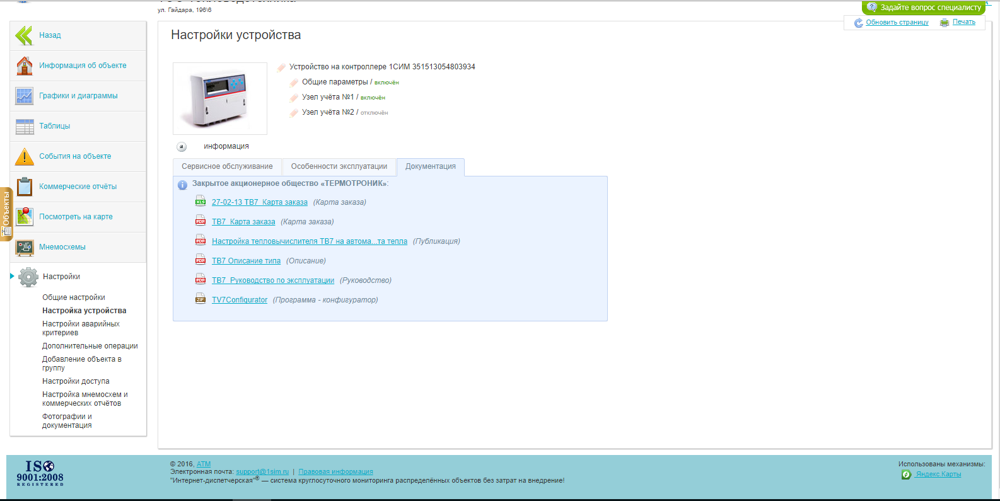 ул. Гайдара, 196\6
Задайте вопрос специалисту
Обновить страницу
Печать
Назад
Информация об объекте
Графики и диаграммы
Таблицы
События на объекте
Коммерческие отчёты
Посмотреть на карте
Мнемосхемы
Объекты
Настройки
Общие настройки
Настройка устройства
Настройки аварийных
критериев
Дополнительные операции
Добавление объекта в
группу
Настройки доступа
Настройка мнемосхем и
коммерческих отчётов
Фотографии и
документация
Настройки устройства
Устройство на контроллере 1СИМ 351513054803934
Общие параметры / включён
Узел учёта №1 / включён
Узел учёта №2 / отключён
информация
Сервисное обслуживание
Особенности эксплуатации
Документация
Закрытое акционерное общество «ТЕРМОТРОНИК»:
XLS 27-02-13 ТВ7_Карта заказа (Карта заказа)
PDF ТВ7_Карта заказа (Карта заказа)
PDF Настройка тепловычислителя ТВ7 на автома...та тепла (Публикация)
PDF ТВ7 Описание типа (Описание)
PDF ТВ7_Руководство по эксплуатации (Руководство)
ZIP TV7Configurator (Программа - конфигуратор)
ISO
9001:2008
REGISTERED
© 2016, АТМ
Электронная почта: support@1sim.ru | Правовая информация
"Интернет-диспетчерская"® — система круглосуточного мониторинга распределённых объектов без затрат на внедрение!
Использованы механизмы:
Яндекс.Карты